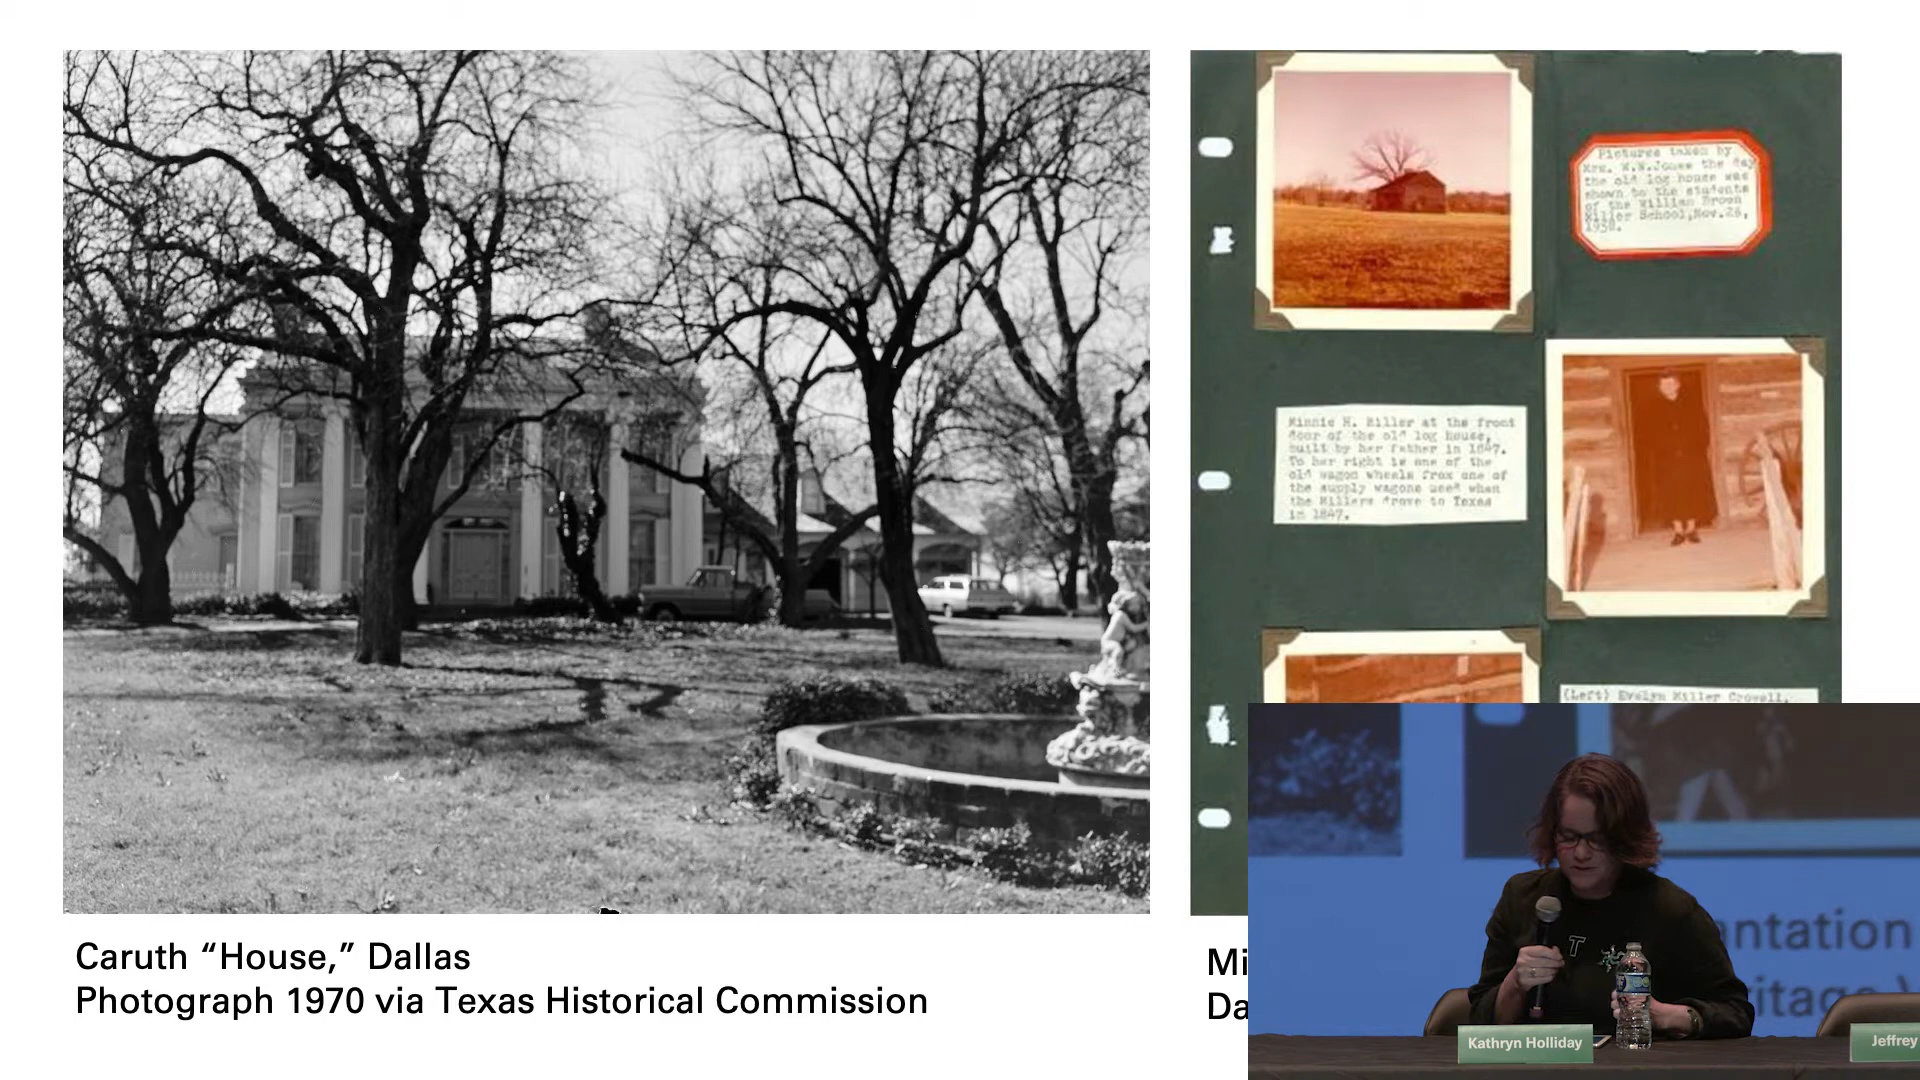 Pictures taken by
Mrs. W.W.Jones the day
the old log house was
shown to the students
of the William Brown
Miller School,Nov.26,
1958.
Minnie H. Miller at the front
door of the old log house,
built by her father in 1847.
To her right is one of the
old wagon wheels from one of
the supply wagons used when
the Millers drove to Texas
in 1847.
(Left) Evelyn Miller Crowell,
Caruth “House,” Dallas
Photograph 1970 via Texas Historical Commission
Mi
Da
antation
ritage V
T
Kathryn Holliday
Jeffrey